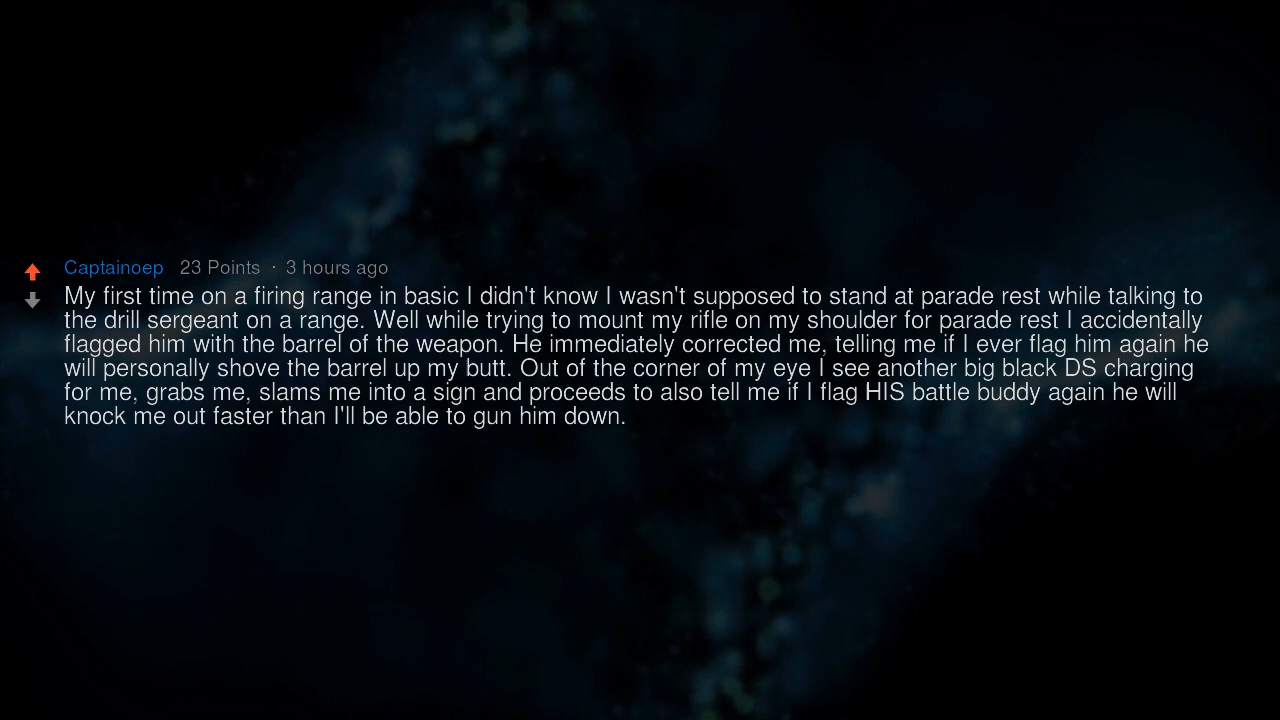 Captainoep 23 Points · 3 hours ago
My first time on a firing range in basic I didn't know I wasn't supposed to stand at parade rest while talking to
the drill sergeant on a range. Well while trying to mount my rifle on my shoulder for parade rest I accidentally
flagged him with the barrel of the weapon. He immediately corrected me, telling me if I ever flag him again he
will personally shove the barrel up my butt. Out of the corner of my eye I see another big black DS charging
for me, grabs me, slams me into a sign and proceeds to also tell me if I flag HIS battle buddy again he will
knock me out faster than I'll be able to gun him down.